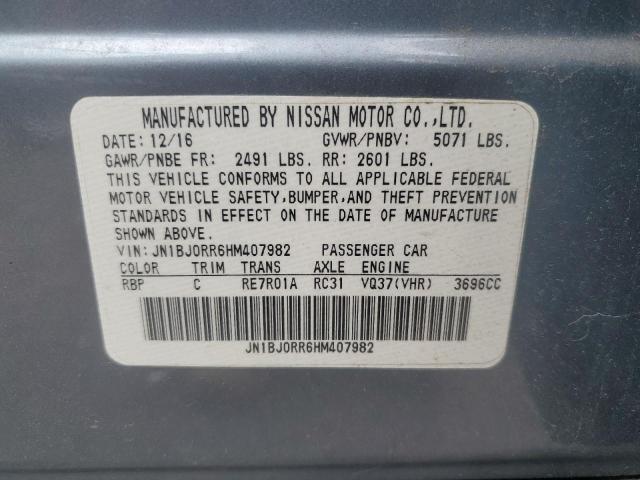 MANUFACTURED BY NISSAN MOTOR CO.,LTD.
DATE: 12/16 GVWR/PNBV: 5071 LBS.
GAWR/PNBE FR: 2491 LBS. RR: 2601 LBS.
THIS VEHICLE CONFORMS TO ALL APPLICABLE FEDERAL
MOTOR VEHICLE SAFETY,BUMPER,AND THEFT PREVENTION
STANDARDS IN EFFECT ON THE DATE OF MANUFACTURE
SHOWN ABOVE.
VIN: JN1BJ0RR6HM407982 PASSENGER CAR
COLOR TRIM TRANS AXLE ENGINE
RBP C RE7R01A RC31 VQ37(VHR) 3696CC
JN1BJ0RR6HM407982